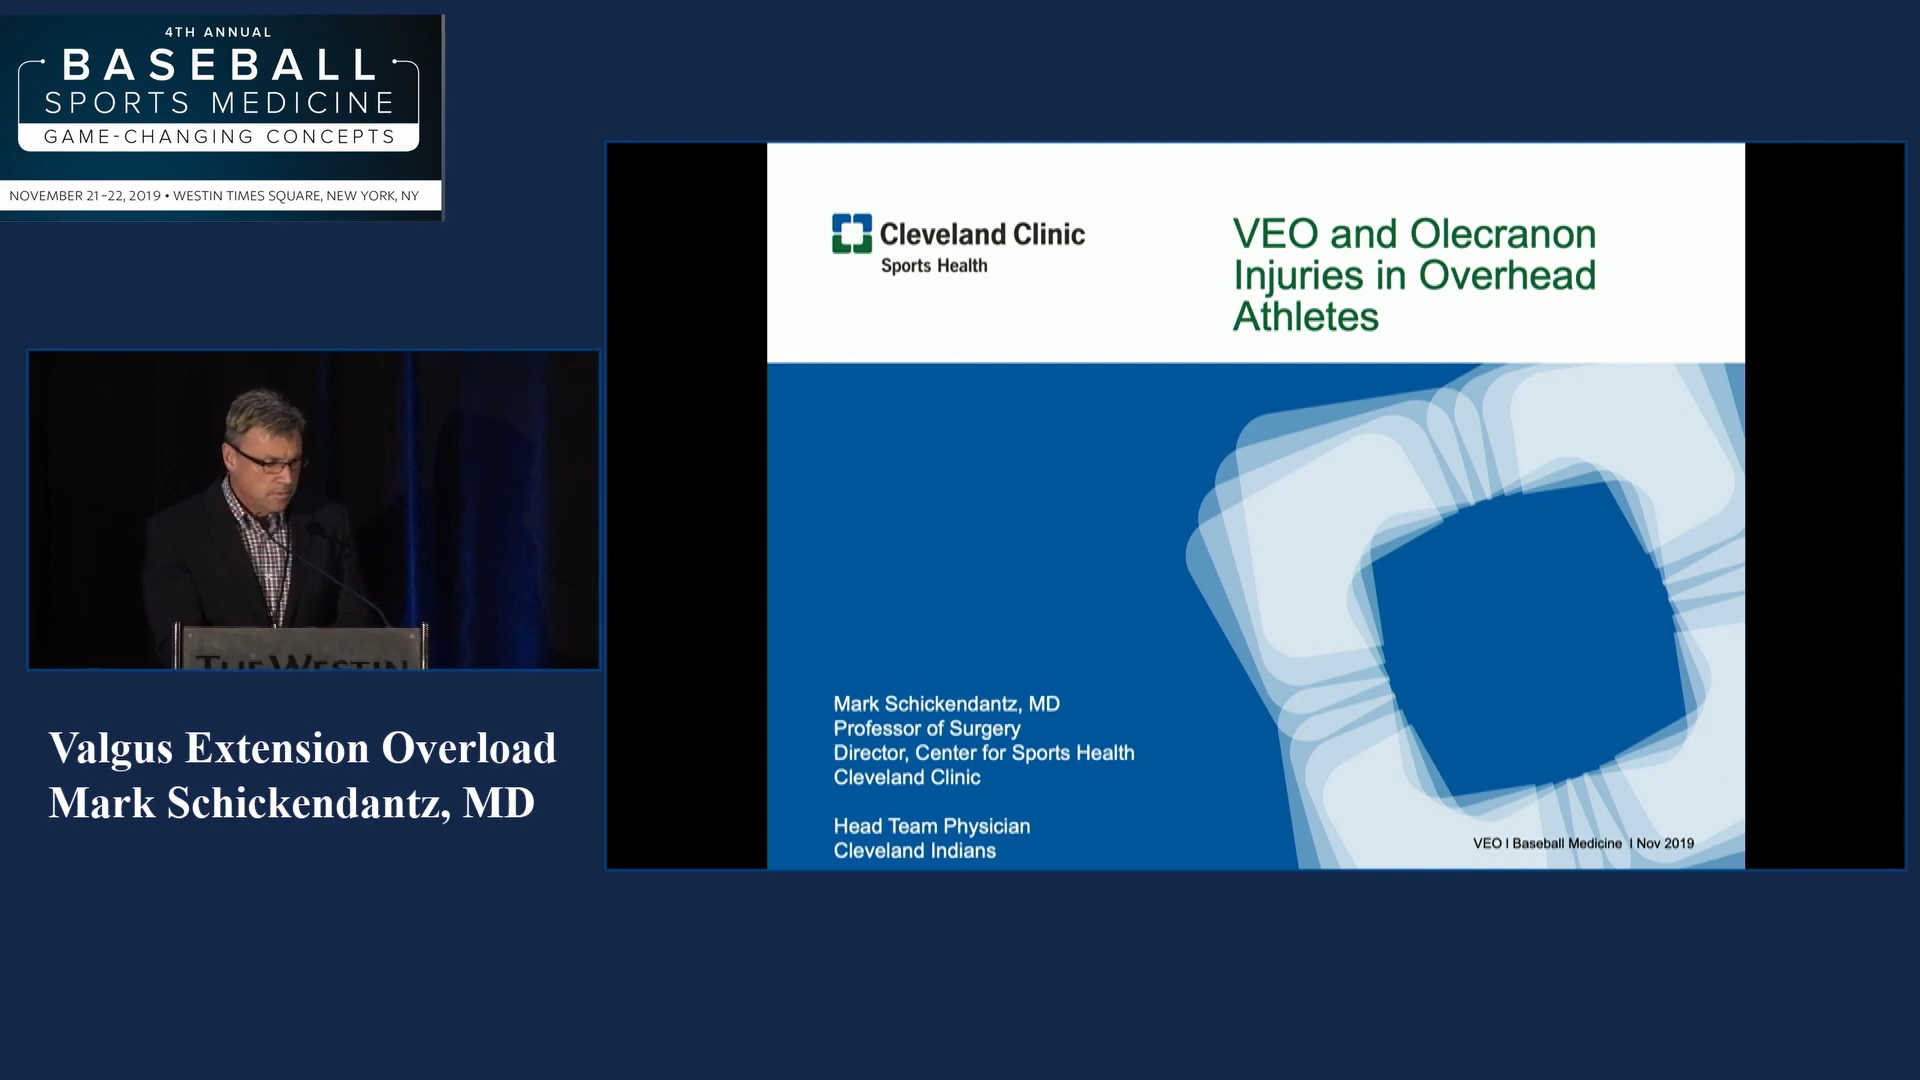 4TH ANNUAL
BASEBALL
SPORTS MEDICINE
GAME-CHANGING CONCEPTS
NOVEMBER 21-22, 2019 • WESTIN TIMES SQUARE, NEW YORK, NY
THE WESTIN
Valgus Extension Overload
Mark Schickendantz, MD
Cleveland Clinic
Sports Health
VEO and Olecranon
Injuries in Overhead
Athletes
Mark Schickendantz, MD
Professor of Surgery
Director, Center for Sports Health
Cleveland Clinic
Head Team Physician
Cleveland Indians
VEO I Baseball Medicine I Nov 2019